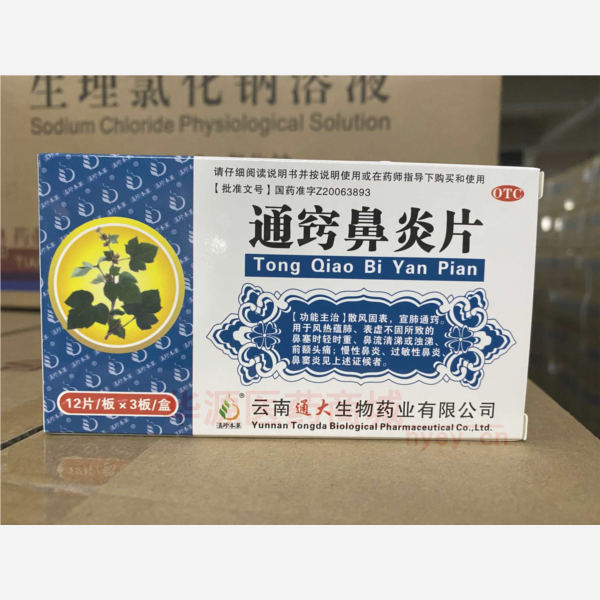 生理氯化钠溶液
Sodium Chloride Physiological Solution
请仔细阅读说明书并按说明使用或在药师指导下购买和使用
【批准文号】国药准字Z20063893
OTC
通窍鼻炎片
Tong Qiao Bi Yan Pian
【功能主治】散风固表，宣肺通窍。
用于风热蕴肺、表虚不固所致的
鼻塞时轻时重、鼻流清涕或浊涕、
前额头痛；慢性鼻炎、过敏性鼻炎
鼻窦炎见上述证候者。
12片/板×3板/盒
滇珍本草
云南通大生物药业有限公司
Yunnan Tongda Biological Pharmaceutical Co.,Ltd.